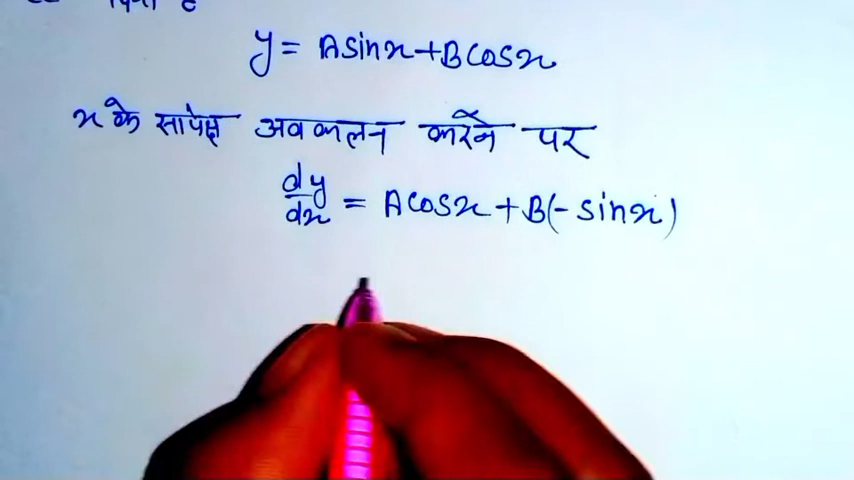 y = Asinx+Bcosx
x के सापेक्ष अवकलन करने पर
dy/dx = Acosx+B(-sinx)